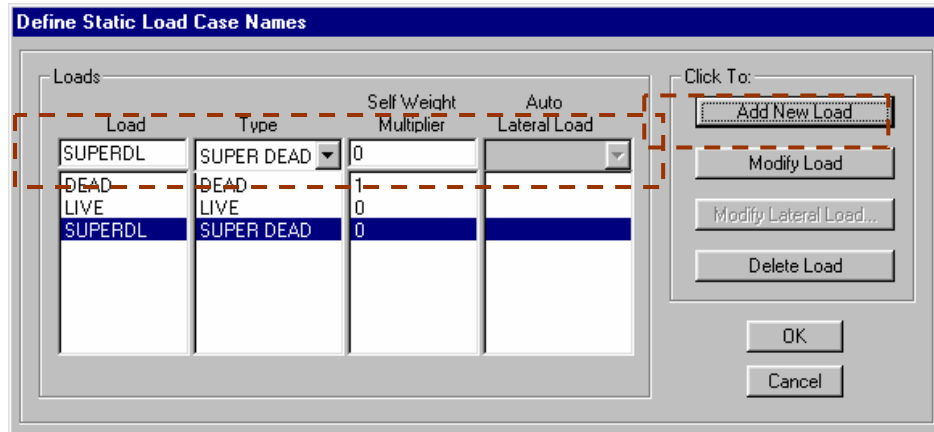 Define Static Load Case Names
Loads
Click To:
Self Weight Auto
Load Type Multiplier Lateral Load
Add New Load
SUPERDL SUPER DEAD 0
Modify Load
DEAD DEAD 1
LIVE LIVE 0
Modify Lateral Load...
SUPERDL SUPER DEAD 0
Delete Load
OK
Cancel